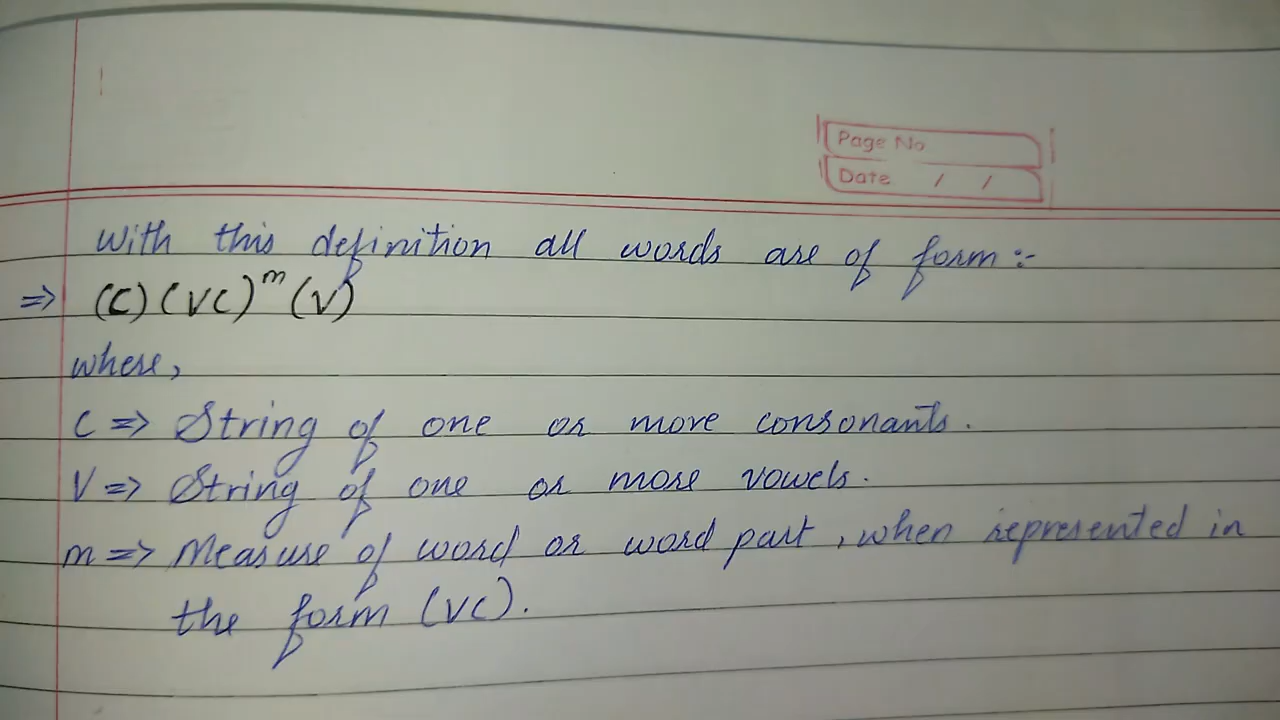 Page No
Date / /
With this definition all words are of form :-
=> (C) (VC)^m (V)
where,
C => String of one or more consonants.
V => String of one or more vowels.
m => Measure of word or word part, when represented in
the form (VC).